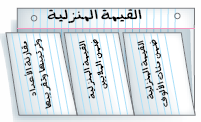 القيمة المنزلية
القيمة المنزلية
ضمن مئات الألوف
القيمة المنزلية
ضمن الملايين
مقارنة الأعداد
وترتيبها وتقريبها